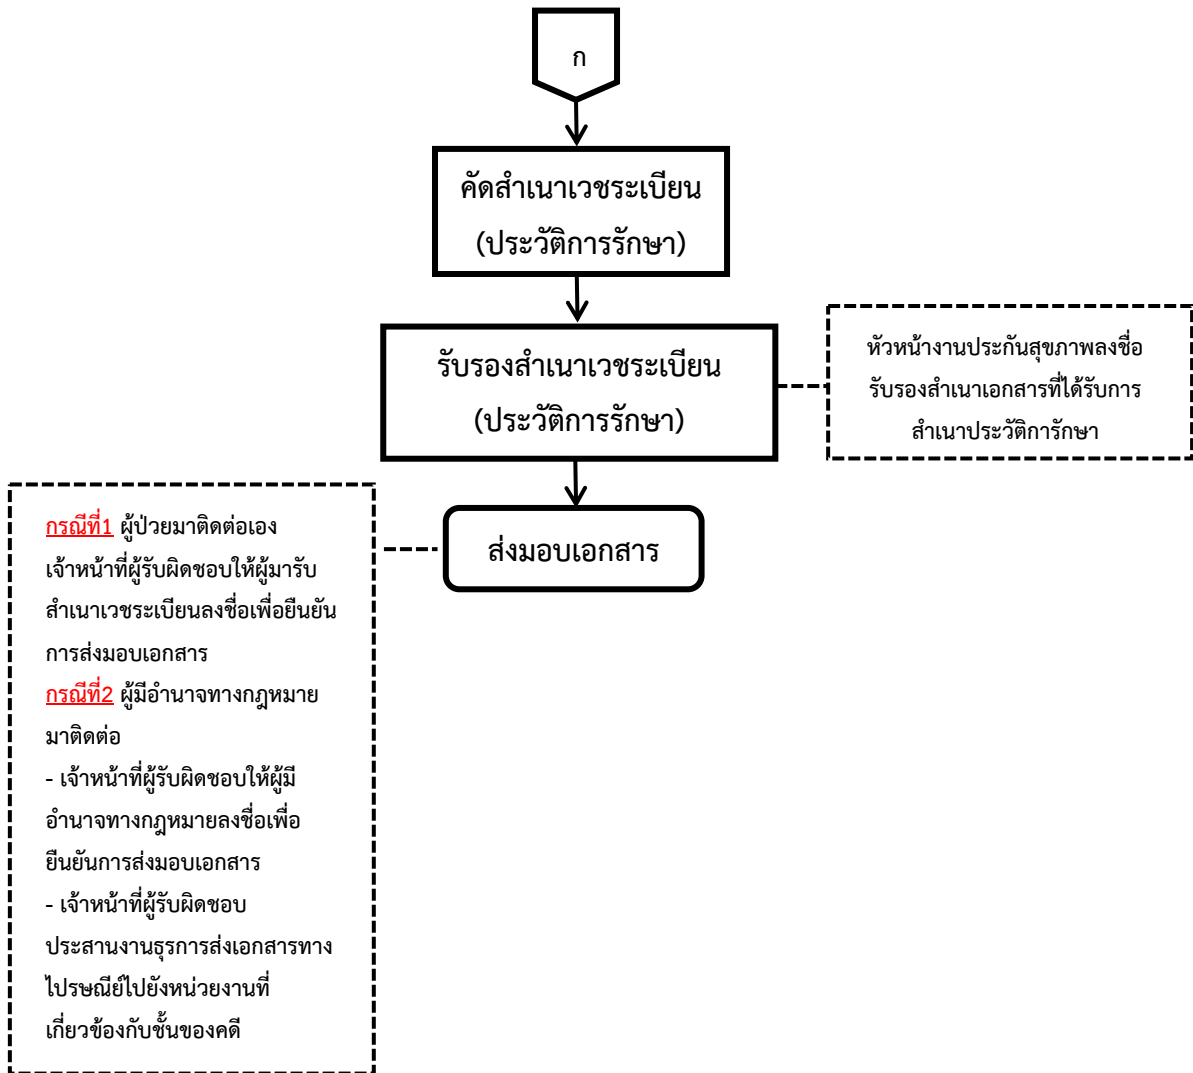 ก
คัดสำเนาเวชระเบียน
(ประวัติการรักษา)
รับรองสำเนาเวชระเบียน
(ประวัติการรักษา)
หัวหน้างานประกันสุขภาพลงชื่อ
รับรองสำเนาเอกสารที่ได้รับการ
สำเนาประวัติการักษา
ส่งมอบเอกสาร
กรณีที่1 ผู้ป่วยมาติดต่อเอง
เจ้าหน้าที่ผู้รับผิดชอบให้ผู้มารับ
สำเนาเวชระเบียนลงชื่อเพื่อยืนยัน
การส่งมอบเอกสาร
กรณีที่2 ผู้มีอำนาจทางกฎหมาย
มาติดต่อ
- เจ้าหน้าที่ผู้รับผิดชอบให้ผู้มี
อำนาจทางกฎหมายลงชื่อเพื่อ
ยืนยันการส่งมอบเอกสาร
- เจ้าหน้าที่ผู้รับผิดชอบ
ประสานงานธุรการส่งเอกสารทาง
ไปรษณีย์ไปยังหน่วยงานที่
เกี่ยวข้องกับชั้นของคดี